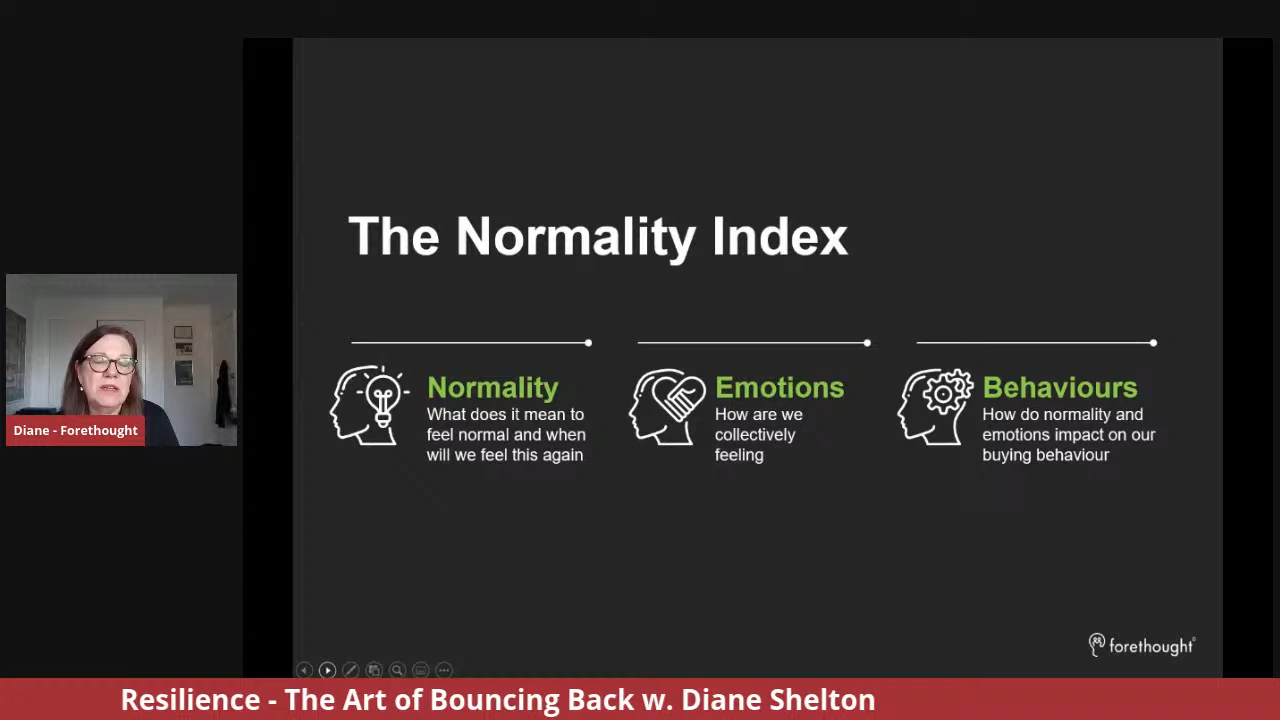 The Normality Index
Normality
What does it mean to
feel normal and when
will we feel this again
Emotions
How are we
collectively
feeling
Behaviours
How do normality and
emotions impact on our
buying behaviour
Diane - Forethought
forethought
Resilience - The Art of Bouncing Back w. Diane Shelton